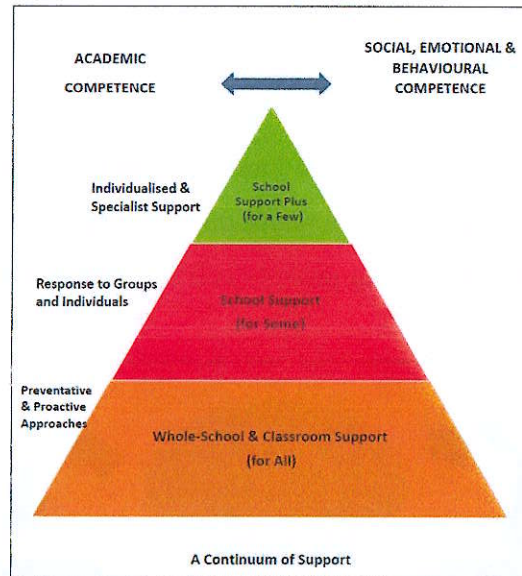 ACADEMIC
COMPETENCE
SOCIAL, EMOTIONAL &
BEHAVIOURAL
COMPETENCE
Individualised &
Specialist Support
School
Support Plus
(for a Few)
Response to Groups
and Individuals
School Support
(for Some)
Preventative
& Proactive
Approaches
Whole-School & Classroom Support
(for All)
A Continuum of Support